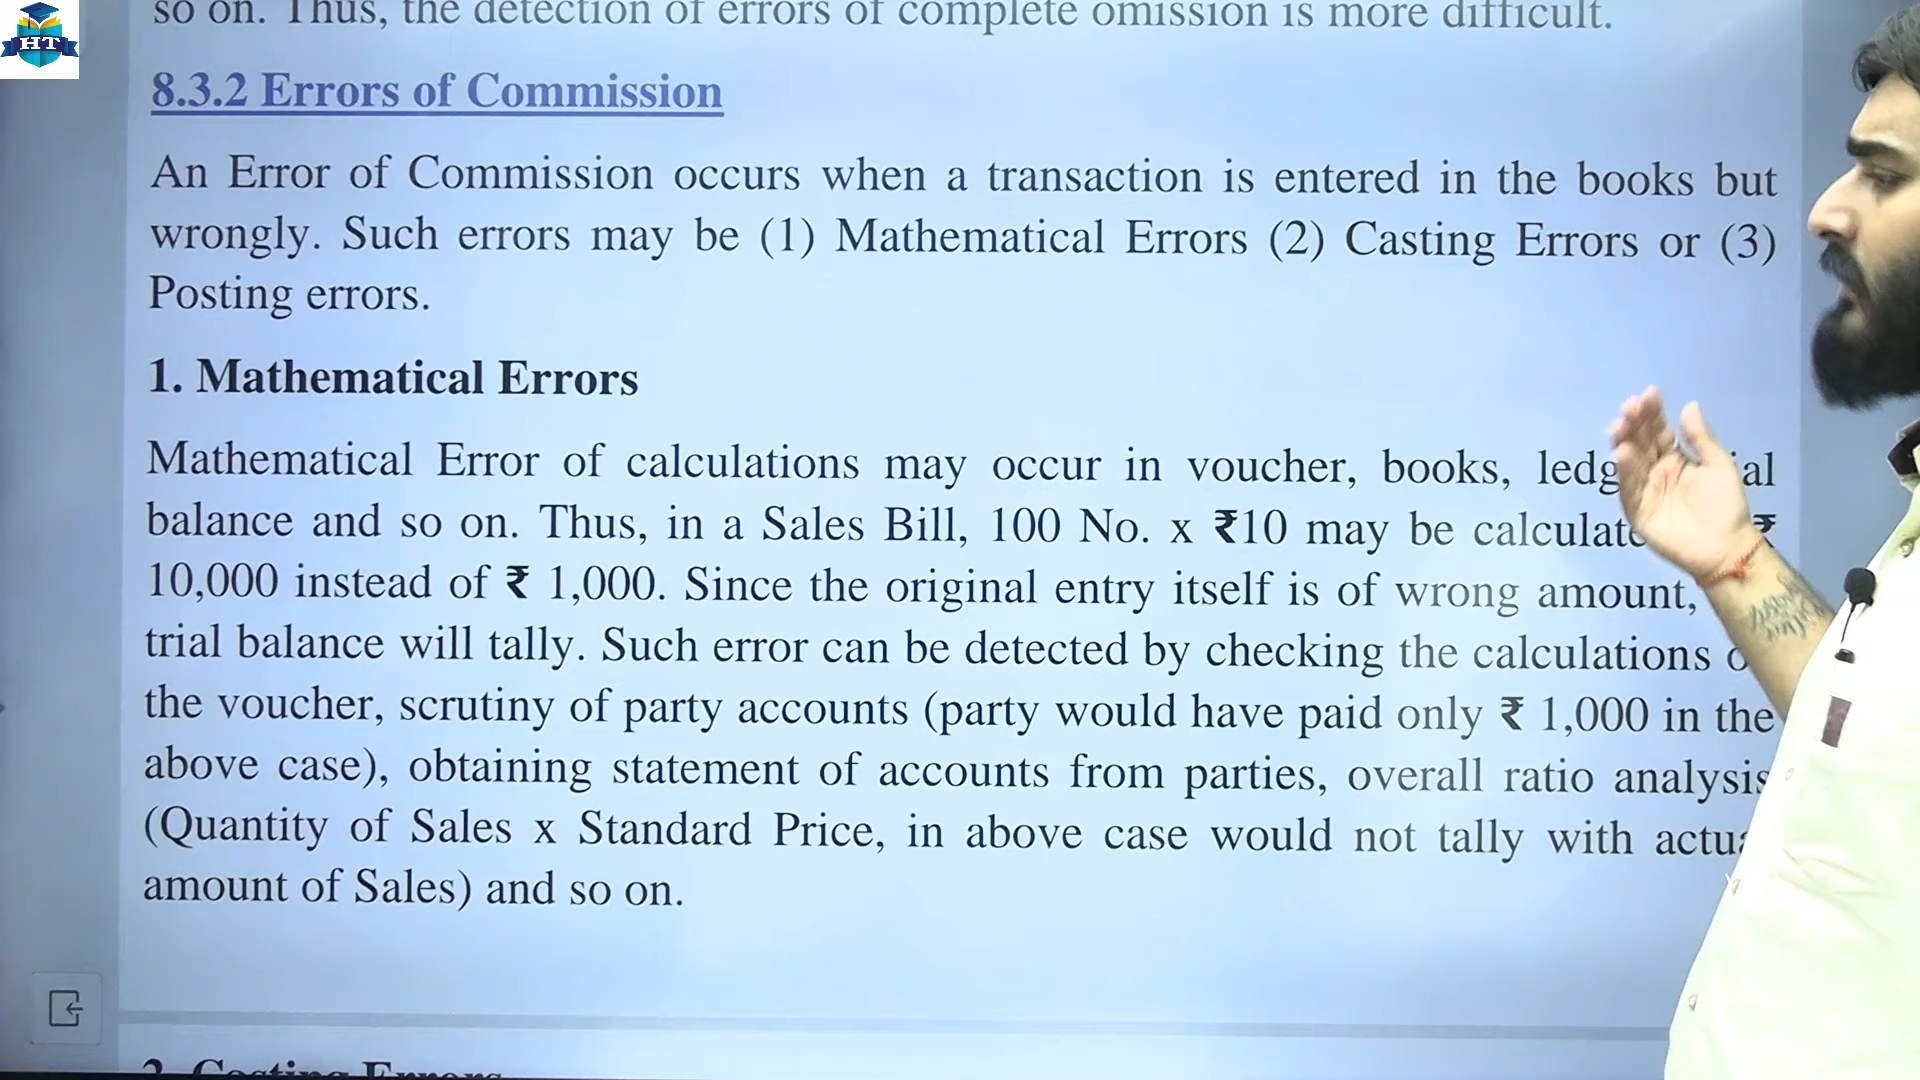 HT
so on. Thus, the detection of errors of complete omission is more difficult.
8.3.2 Errors of Commission
An Error of Commission occurs when a transaction is entered in the books but
wrongly. Such errors may be (1) Mathematical Errors (2) Casting Errors or (3)
Posting errors.
1. Mathematical Errors
Mathematical Error of calculations may occur in voucher, books,
balance and so on. Thus, in a Sales Bill, 100 No. x ₹10 may be ₹
10,000 instead of ₹ 1,000. Since the original entry itself is of wrong amount,
trial balance will tally. Such error can be detected by checking the calculations
the voucher, scrutiny of party accounts (party would have paid only ₹ 1,000 in the
above case), obtaining statement of accounts from parties, overall ratio analysis
(Quantity of Sales x Standard Price, in above case would not tally with
amount of Sales) and so on.
2. Casting Errors